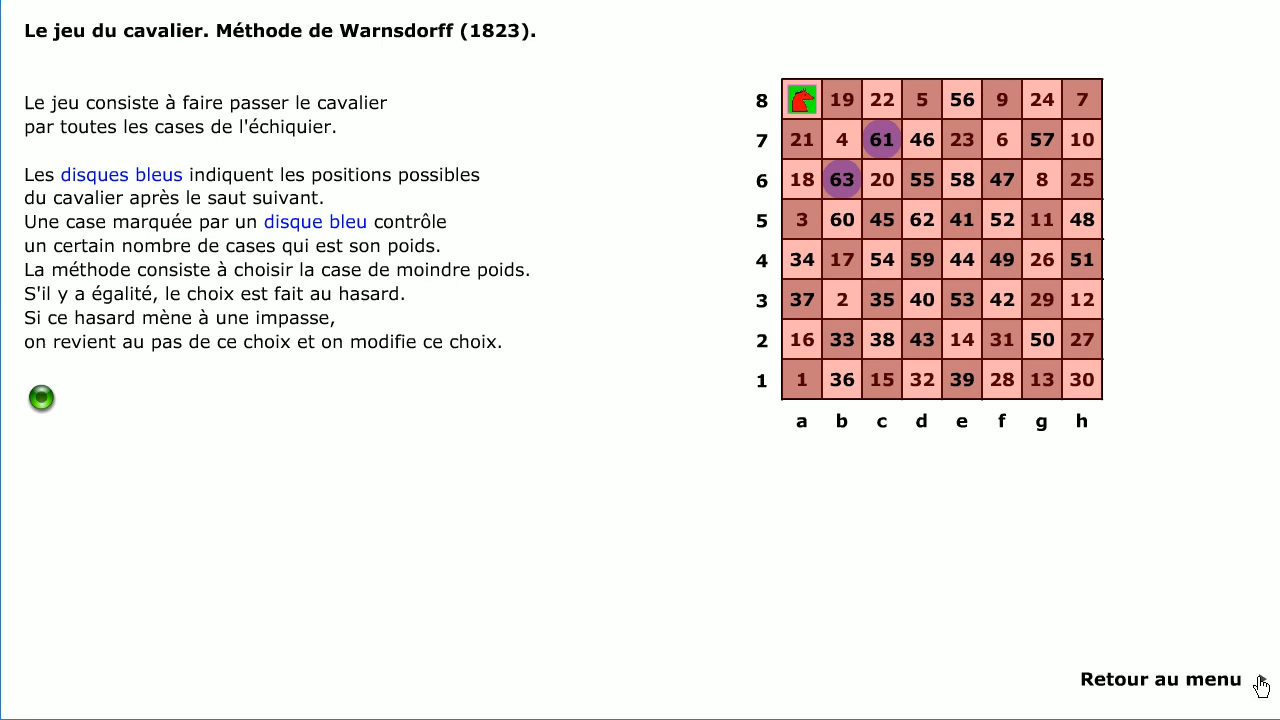 Le jeu du cavalier. Méthode de Warnsdorff (1823).
Le jeu consiste à faire passer le cavalier
par toutes les cases de l'échiquier.
Les disques bleus indiquent les positions possibles
du cavalier après le saut suivant.
Une case marquée par un disque bleu contrôle
un certain nombre de cases qui est son poids.
La méthode consiste à choisir la case de moindre poids.
S'il y a égalité, le choix est fait au hasard.
Si ce hasard mène à une impasse,
on revient au pas de ce choix et on modifie ce choix.
8 19 22 5 56 9 24 7
7 21 4 61 46 23 6 57 10
6 18 63 20 55 58 47 8 25
5 3 60 45 62 41 52 11 48
4 34 17 54 59 44 49 26 51
3 37 2 35 40 53 42 29 12
2 16 33 38 43 14 31 50 27
1 1 36 15 32 39 28 13 30
a b c d e f g h
Retour au menu